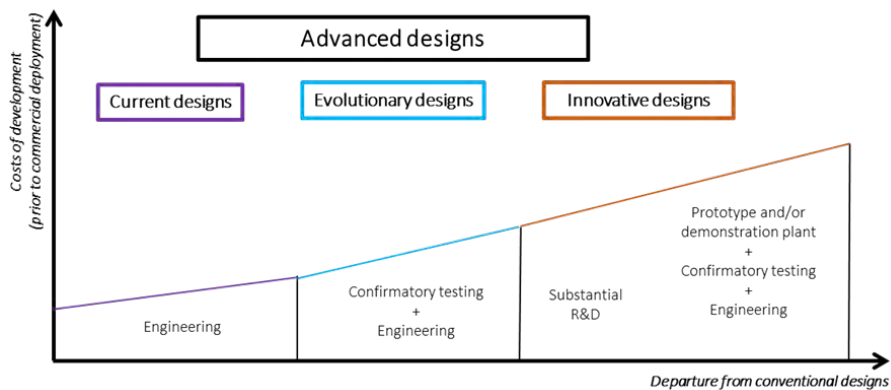 Advanced designs
Current designs
Evolutionary designs
Innovative designs
Costs of development
(prior to commercial deployment)
Engineering
Confirmatory testing
+
Engineering
Substantial
R&D
Prototype and/or
demonstration plant
+
Confirmatory testing
+
Engineering
Departure from conventional designs